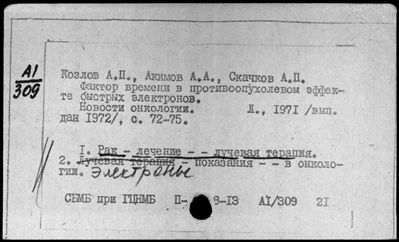 А1
309
Козлов А.П., Акимов А.А., Скачков А.П.
Фактор времени в противоопухолевом эффек-
те быстрых электронов.
Новости онкологии. Л., 1971 /вып.
дан 1972/, с. 72-75.
1. Рак - лечение - - лучевая терапия.
2. Лучевая терапия - показания - - в онколо-
гии. Электроны
СБМБ при ГЦНМБ П- 8-13 А1/309 21